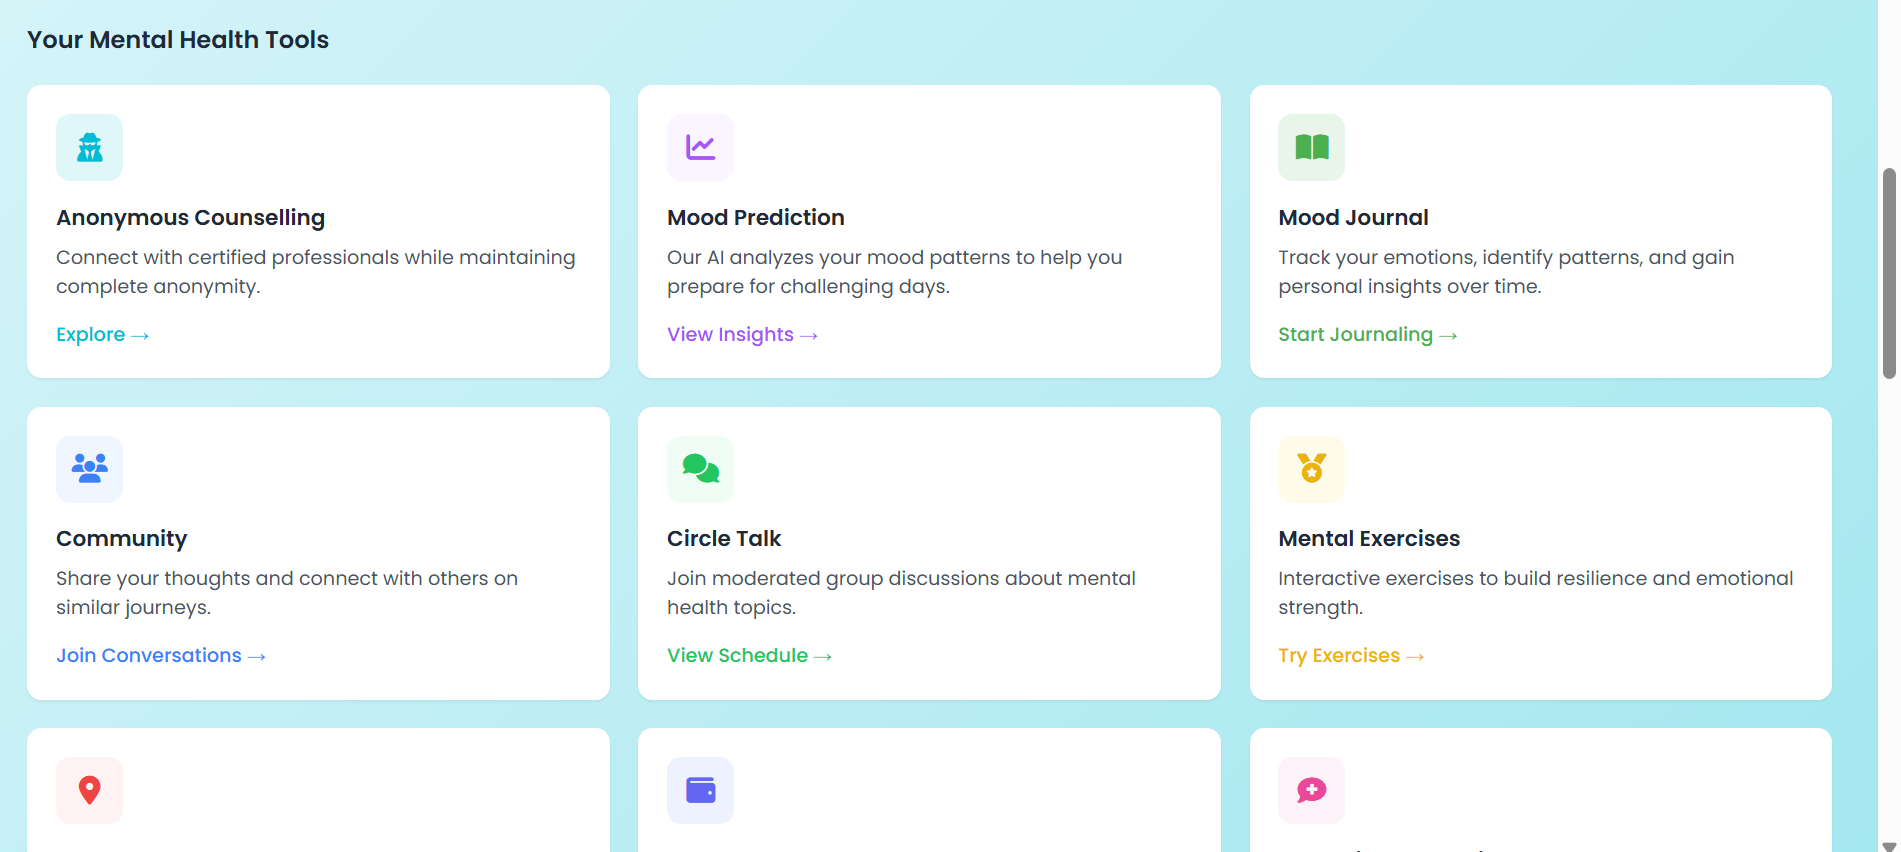 Your Mental Health Tools
Anonymous Counselling
Connect with certified professionals while maintaining
complete anonymity.
Explore →
Mood Prediction
Our AI analyzes your mood patterns to help you
prepare for challenging days.
View Insights →
Mood Journal
Track your emotions, identify patterns, and gain
personal insights over time.
Start Journaling →
Community
Share your thoughts and connect with others on
similar journeys.
Join Conversations →
Circle Talk
Join moderated group discussions about mental
health topics.
View Schedule →
Mental Exercises
Interactive exercises to build resilience and emotional
strength.
Try Exercises →